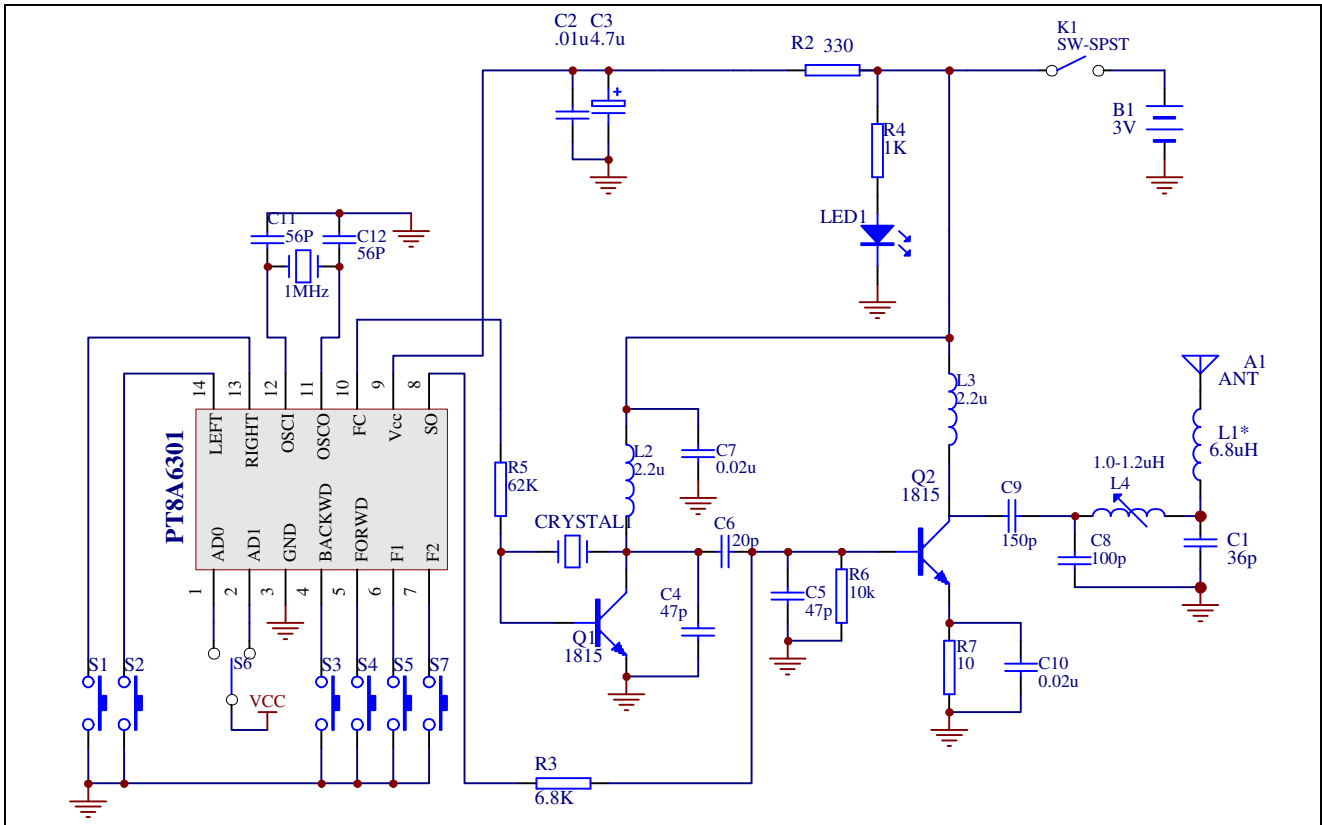 C2 C3
.01u 4.7u
R2 330
K1
SW-SPST
B1
3V
R4
1K
LED1
C11
56P
C12
56P
1MHz
14 13 12 11 10 9 8
LEFT RIGHT OSCI OSCO FC Vcc SO
PT8A6301
AD0 AD1 GND BACKWD FORWD F1 F2
1 2 3 4 5 6 7
R5
62K
L2
2.2u
C7
0.02u
L3
2.2u
A1
ANT
L1*
6.8uH
1.0-1.2uH
L4
Q2
1815
C9
150p
C8
100p
C1
36p
CRYSTAL1
C6
20p
C4
47p
C5
47p
R6
10k
Q1
1815
R7
10
C10
0.02u
S1 S2 S6 S3 S4 S5 S7
VCC
R3
6.8K
+